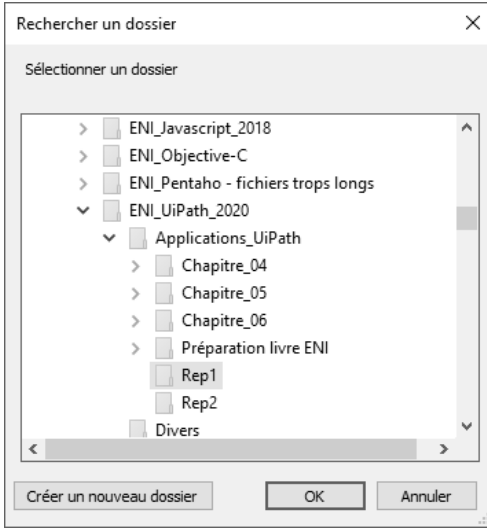 Rechercher un dossier
Sélectionner un dossier
ENI_Javascript_2018
ENI_Objective-C
ENI_Pentaho - fichiers trops longs
ENI_UiPath_2020
Applications_UiPath
Chapitre_04
Chapitre_05
Chapitre_06
Préparation livre ENI
Rep1
Rep2
Divers
Créer un nouveau dossier
OK
Annuler